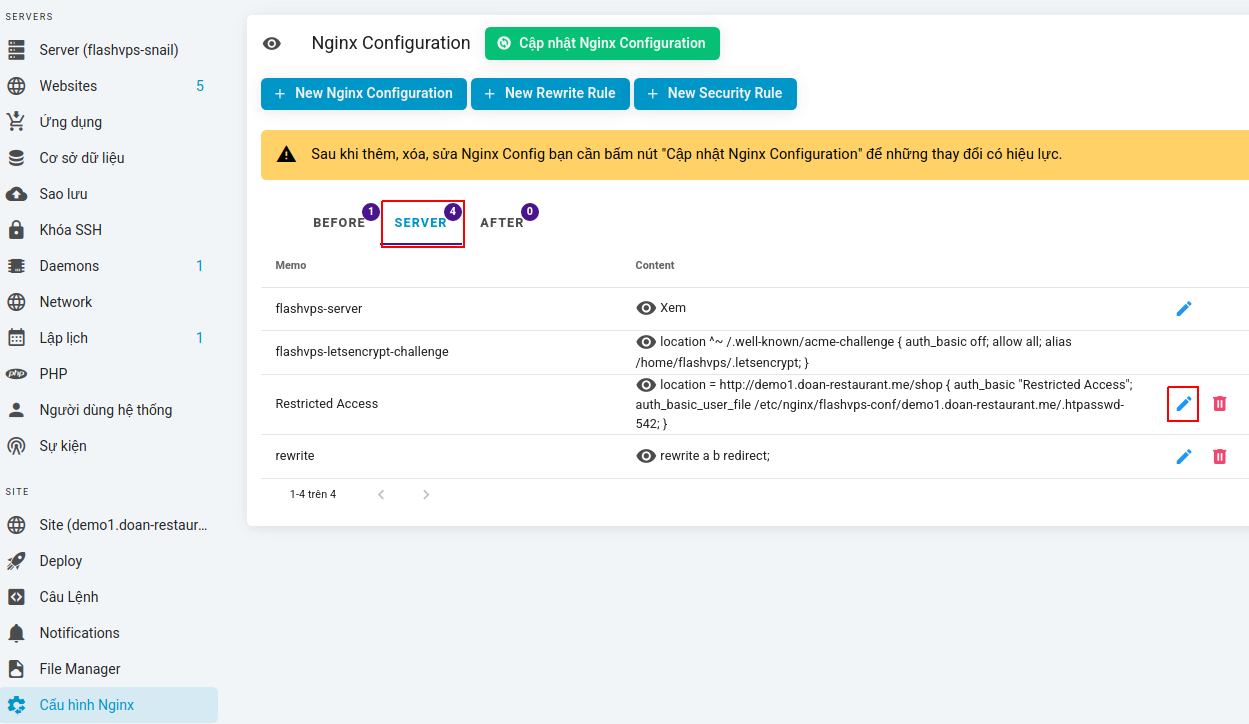 SERVERS
Server (flashvps-snail)
Websites 5
Ứng dụng
Cơ sở dữ liệu
Sao lưu
Khóa SSH
Daemons 1
Network
Lập lịch 1
php PHP
Người dùng hệ thống
Sự kiện
SITE
Site (demo1.doan-restaur...
Deploy
Câu Lệnh
Notifications
File Manager
Cấu hình Nginx
Nginx Configuration Cập nhật Nginx Configuration
+ New Nginx Configuration + New Rewrite Rule + New Security Rule
Sau khi thêm, xóa, sửa Nginx Config bạn cần bấm nút "Cập nhật Nginx Configuration" để những thay đổi có hiệu lực.
BEFORE 1 SERVER 4 AFTER 0
Memo Content
flashvps-server Xem
flashvps-letsencrypt-challenge location ^~ /.well-known/acme-challenge { auth_basic off; allow all; alias
/home/flashvps/.letsencrypt; }
Restricted Access location = http://demo1.doan-restaurant.me/shop { auth_basic "Restricted Access";
auth_basic_user_file /etc/nginx/flashvps-conf/demo1.doan-restaurant.me/.htpasswd-
542; }
rewrite rewrite a b redirect;
1-4 trên 4